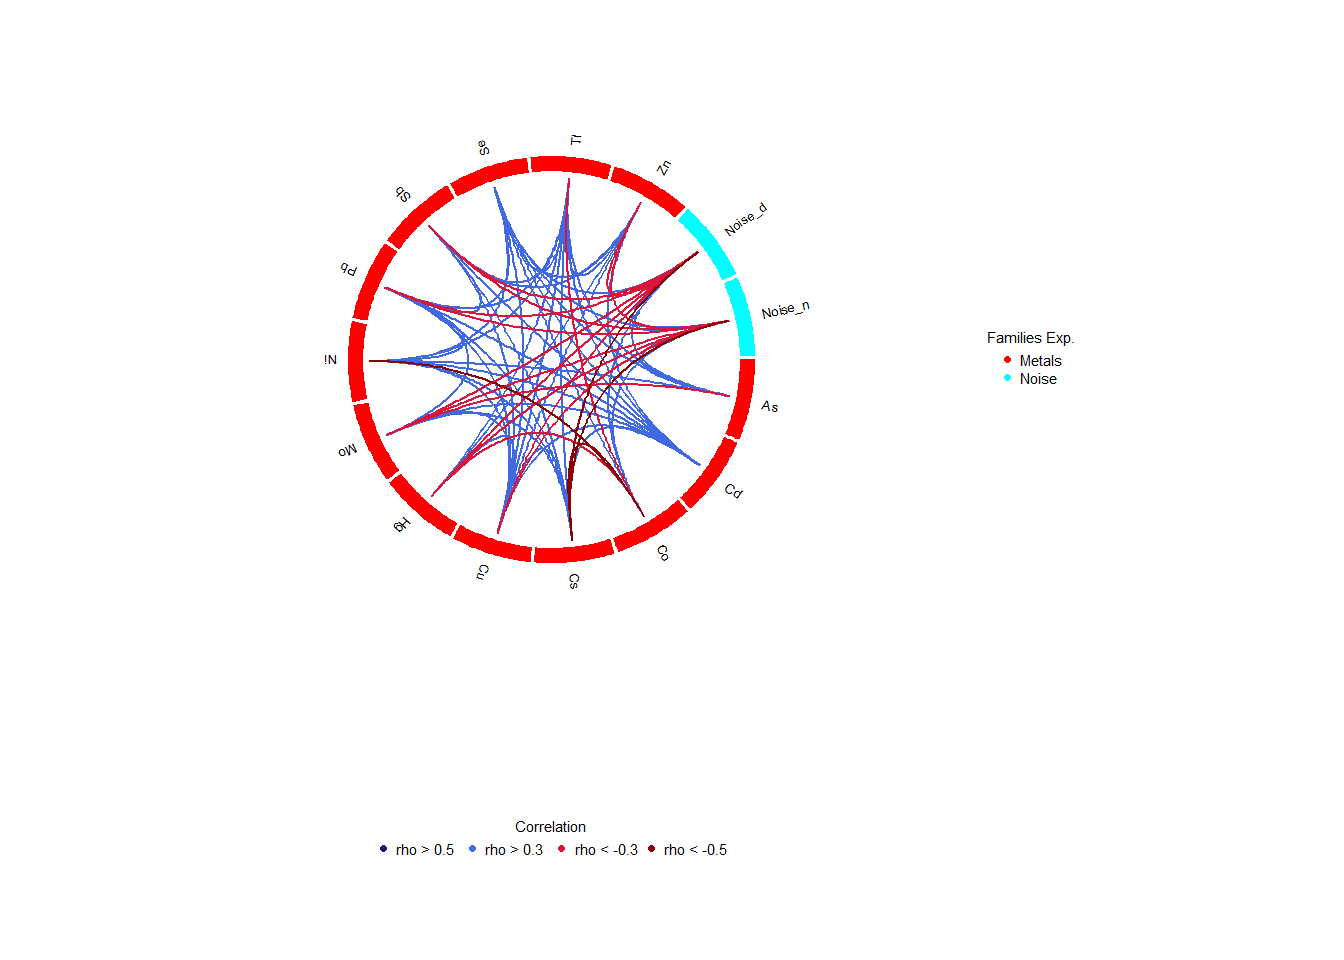 Tl
Se
Zn
Sb
Noise_d
Pb
Noise_n
Families Exp.
Metals
Noise
Ni
As
Mo
Cd
Hg
Co
Cu
Cs
Correlation
rho > 0.5 rho > 0.3 rho < -0.3 rho < -0.5